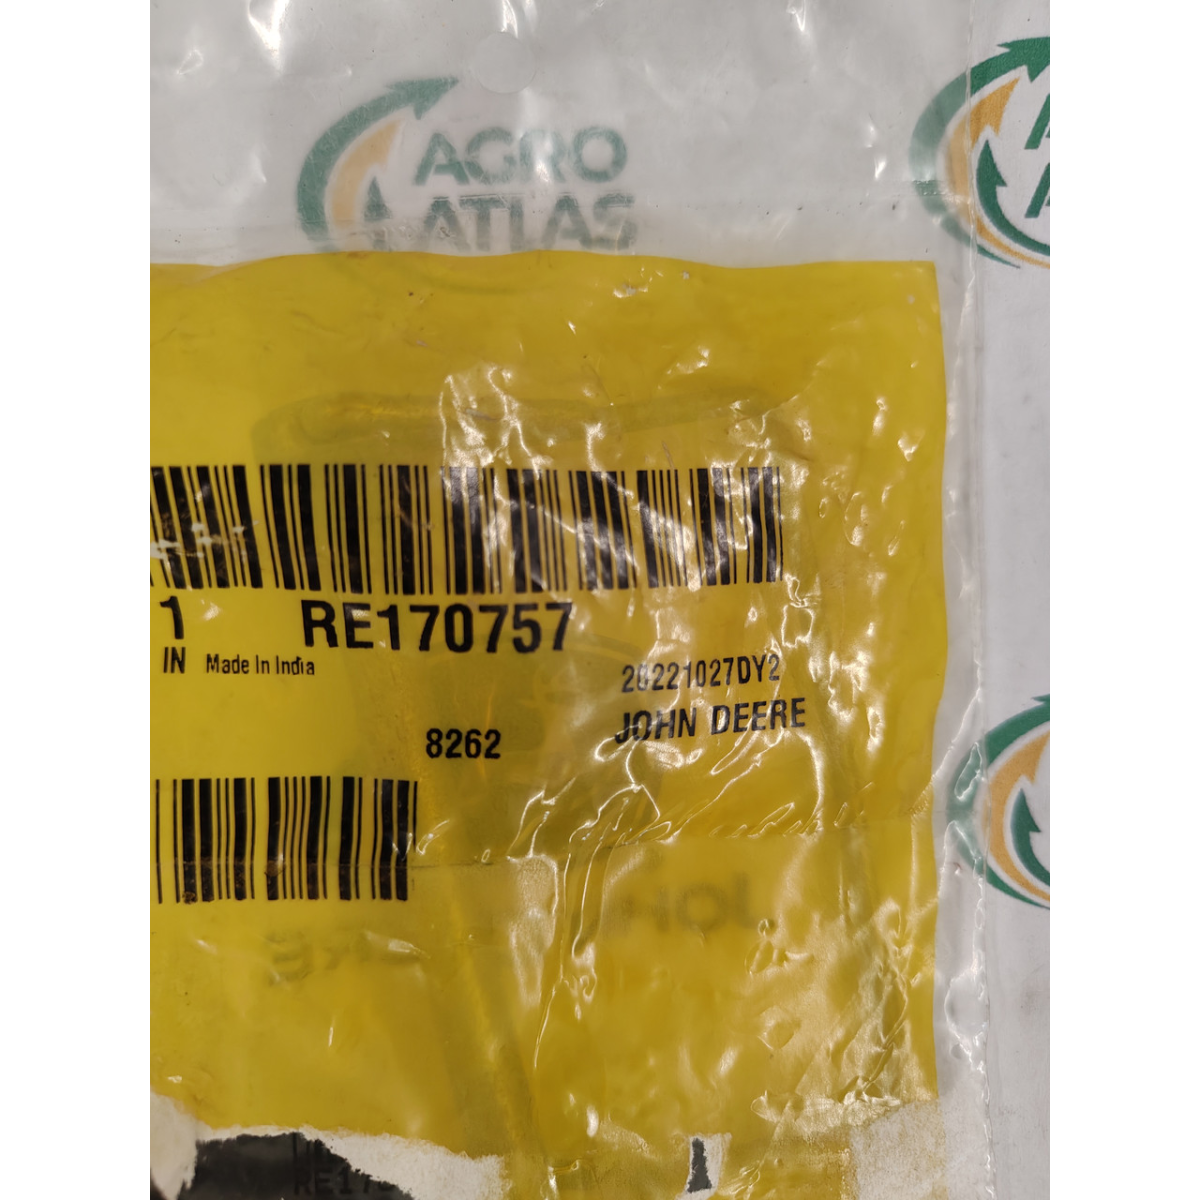 AGRO
ATLAS
1 RE170757
IN Made In India
20221027DY2
8262 JOHN DEERE